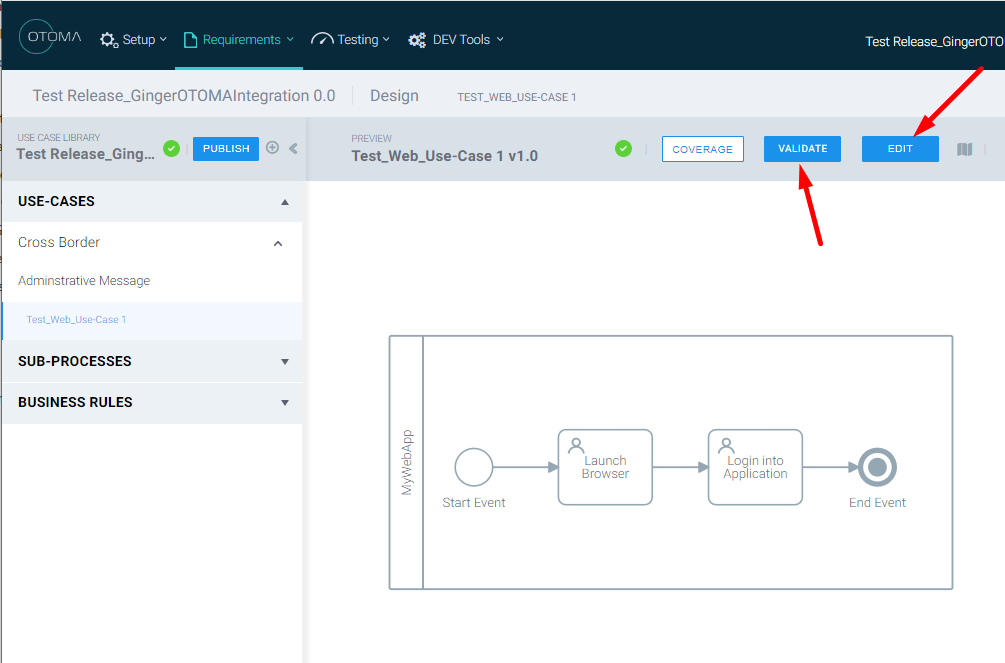 OTOMA
Setup
Requirements
Testing
DEV Tools
Test Release_GingerOTO
Test Release_GingerOTOMAIntegration 0.0
Design
TEST_WEB_USE-CASE 1
USE CASE LIBRARY
Test Release_Ging...
PUBLISH
PREVIEW
Test_Web_Use-Case 1 v1.0
COVERAGE
VALIDATE
EDIT
USE-CASES
Cross Border
Adminstrative Message
Test_Web_Use-Case 1
SUB-PROCESSES
BUSINESS RULES
MyWebApp
Start Event
Launch
Browser
Login into
Application
End Event